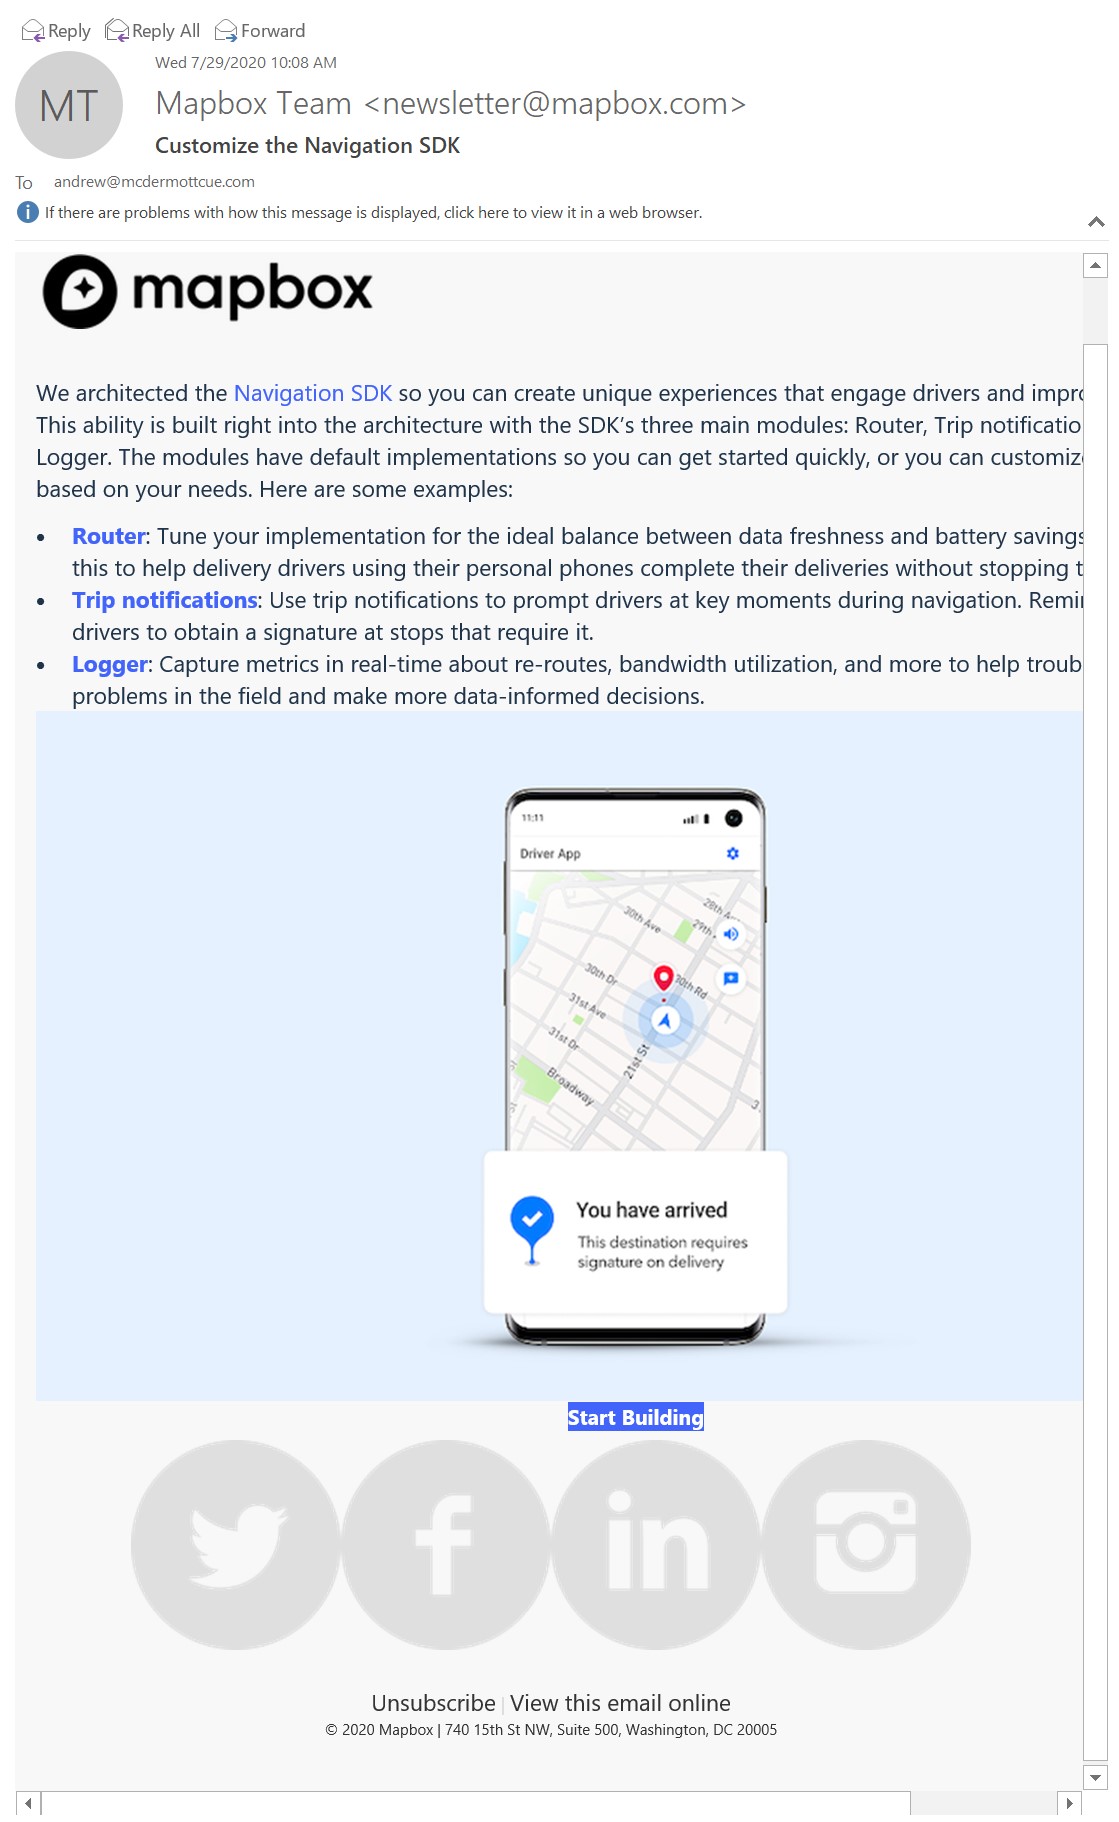 Reply Reply All Forward
Wed 7/29/2020 10:08 AM
MT
Mapbox Team <newsletter@mapbox.com>
Customize the Navigation SDK
To andrew@mcdermottcue.com
If there are problems with how this message is displayed, click here to view it in a web browser.
mapbox
We architected the Navigation SDK so you can create unique experiences that engage drivers and impro
This ability is built right into the architecture with the SDK’s three main modules: Router, Trip notificatio
Logger. The modules have default implementations so you can get started quickly, or you can customize
based on your needs. Here are some examples:
• Router: Tune your implementation for the ideal balance between data freshness and battery savings
this to help delivery drivers using their personal phones complete their deliveries without stopping t
• Trip notifications: Use trip notifications to prompt drivers at key moments during navigation. Remi
drivers to obtain a signature at stops that require it.
• Logger: Capture metrics in real-time about re-routes, bandwidth utilization, and more to help troub
problems in the field and make more data-informed decisions.
11:11
Driver App
28th A
30th Ave
29th
30th Dr
30th Rd
31st Ave
31st Dr
21st St
Broadway
3
You have arrived
This destination requires
signature on delivery
Start Building
Unsubscribe | View this email online
© 2020 Mapbox | 740 15th St NW, Suite 500, Washington, DC 20005